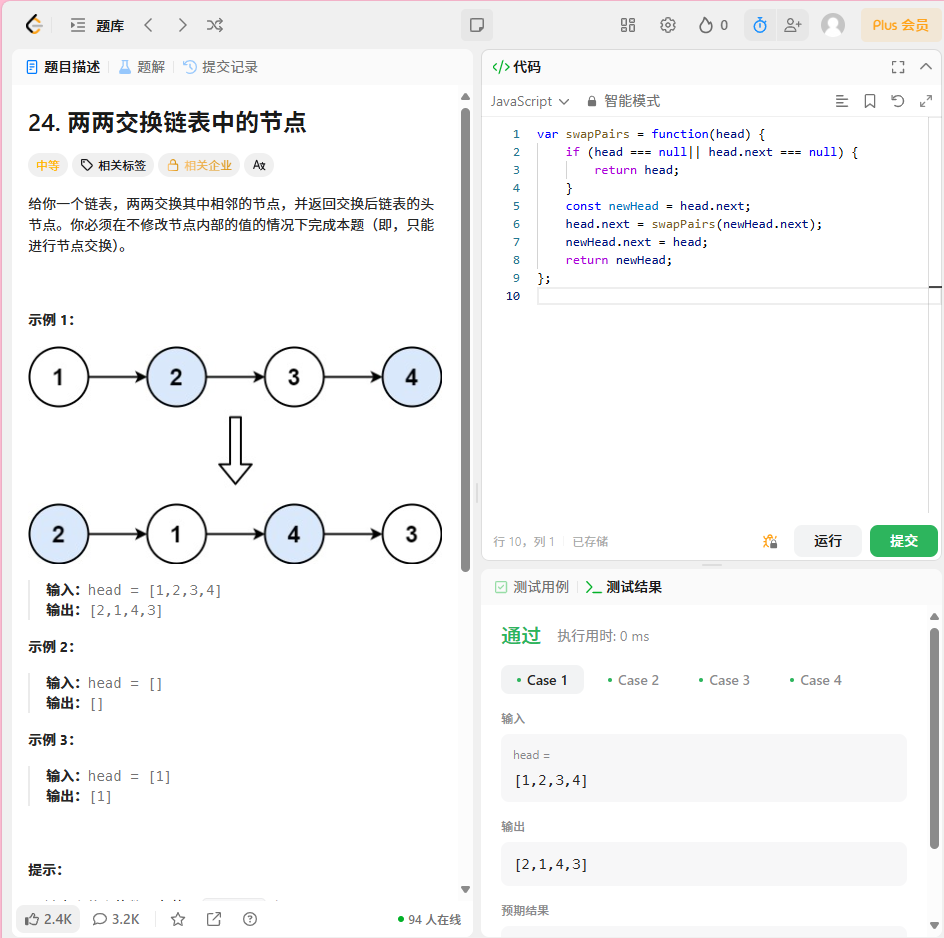 题库
0
Plus 会员
题目描述
题解
提交记录
24. 两两交换链表中的节点
中等
相关标签
相关企业
给你一个链表，两两交换其中相邻的节点，并返回交换后链表的头
节点。你必须在不修改节点内部的值的情况下完成本题（即，只能
进行节点交换）。
示例 1：
1 2 3 4
2 1 4 3
输入：head = [1,2,3,4]
输出：[2,1,4,3]
示例 2：
输入：head = []
输出：[]
示例 3：
输入：head = [1]
输出：[1]
提示：
2.4K
3.2K
94 人在线
</> 代码
JavaScript
智能模式
1 var swapPairs = function(head) {
2 if (head === null|| head.next === null) {
3 return head;
4 }
5 const newHead = head.next;
6 head.next = swapPairs(newHead.next);
7 newHead.next = head;
8 return newHead;
9 };
10
行 10，列 1
已存储
运行
提交
测试用例
测试结果
通过
执行用时: 0 ms
Case 1
Case 2
Case 3
Case 4
输入
head =
[1,2,3,4]
输出
[2,1,4,3]
预期结果